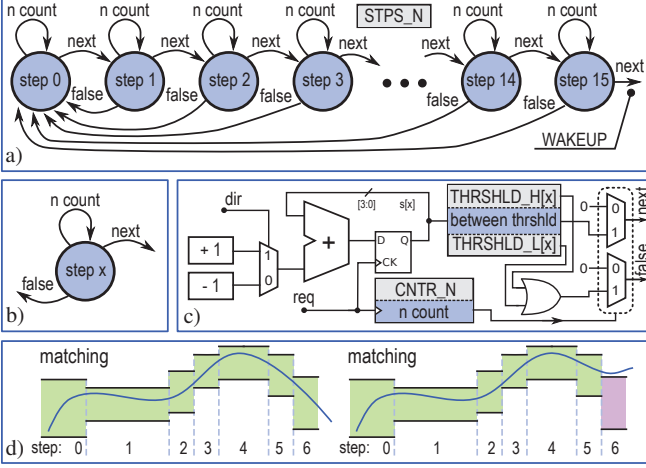 n count n count n count n count STPS_N n count n count
next next next next next next next
step 0 step 1 step 2 step 3 step 14 step 15
false false false false false
WAKEUP
a)
n count
next
step x
false
b)
dir
+ 1
- 1
1
0
+
[3:0] s[x]
D Q
CK
req
THRSHLD_H[x]
between thrshld
THRSHLD_L[x]
CNTR_N
n count
0 0
1
next
0 0
1
false
c)
matching matching
d) step: 0 1 2 3 4 5 6 step: 0 1 2 3 4 5 6